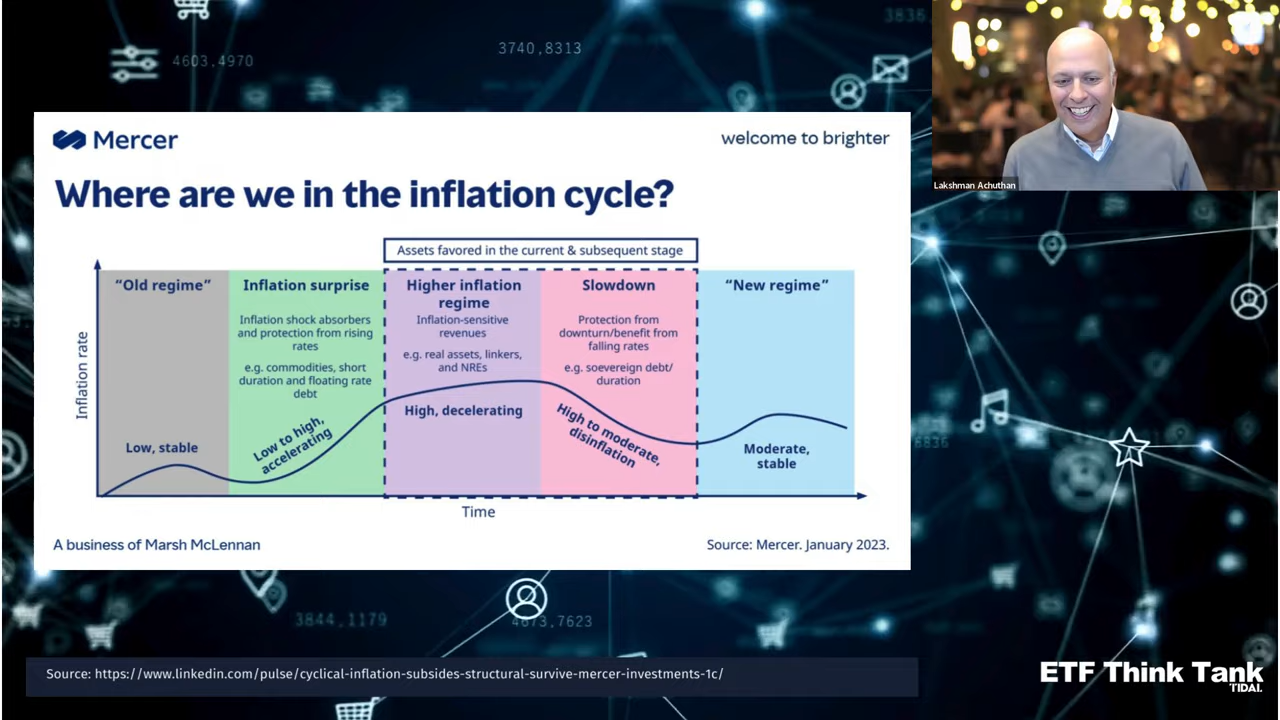 3740,8313
3836,
4603,4970
Mercer
welcome to brighter
Lakshman Achuthan
Where are we in the inflation cycle?
Assets favored in the current & subsequent stage
“Old regime”
Inflation surprise
Higher inflation
regime
Slowdown
“New regime”
Inflation shock absorbers
and protection from rising
rates
e.g. commodities, short
duration and floating rate
debt
Inflation-sensitive
revenues
e.g. real assets, linkers,
and NREs
Protection from
downturn/benefit from
falling rates
e.g. soevereign debt/
duration
Inflation rate
Low, stable
Low to high,
accelerating
High, decelerating
High to moderate,
disinflation
Moderate,
stable
Time
A business of Marsh McLennan
Source: Mercer. January 2023.
3844,1179
Source: https://www.linkedin.com/pulse/cyclical-inflation-subsides-structural-survive-mercer-investments-1c/
ETF Think Tank
TIDAL